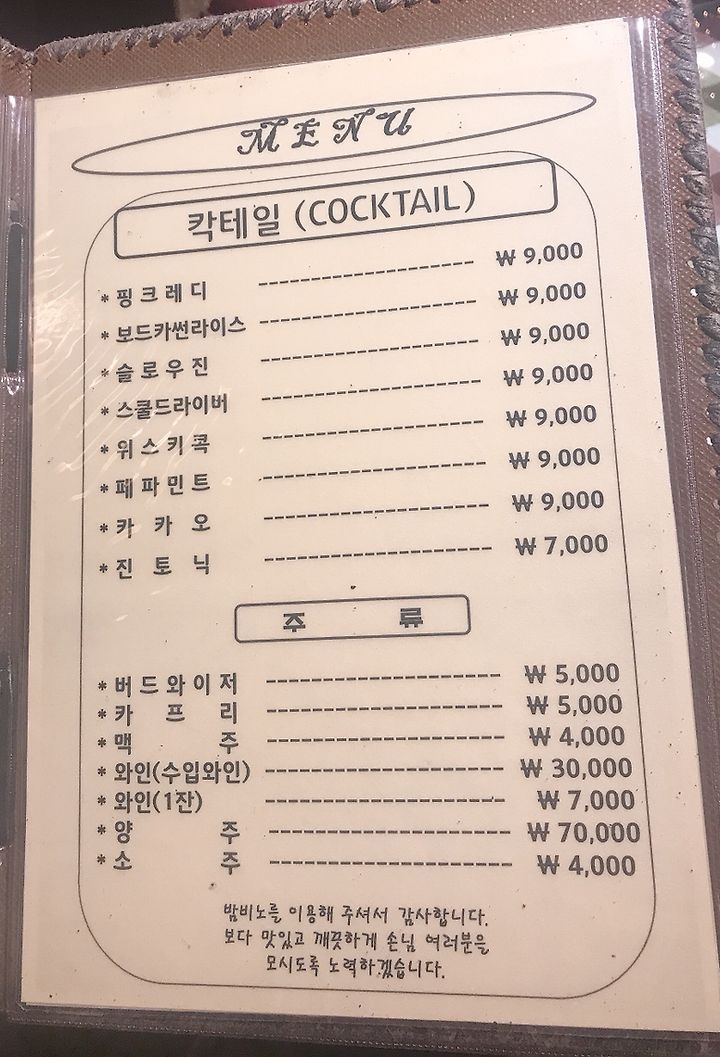 MENU
칵테일 (COCKTAIL)
* 핑크레디 ₩ 9,000
* 보드카썬라이스 ₩ 9,000
* 슬로우진 ₩ 9,000
* 스쿨드라이버 ₩ 9,000
* 위스키콕 ₩ 9,000
* 페파민트 ₩ 9,000
* 카카오 ₩ 9,000
* 진토닉 ₩ 7,000
주 류
* 버드와이저 ₩ 5,000
* 카프리 ₩ 5,000
* 맥주 ₩ 4,000
* 와인(수입와인) ₩ 30,000
* 와인(1잔) ₩ 7,000
* 양주 ₩ 70,000
* 소주 ₩ 4,000
밤비노를 이용해 주셔서 감사합니다.
보다 맛있고 깨끗하게 손님 여러분을
모시도록 노력하겠습니다.